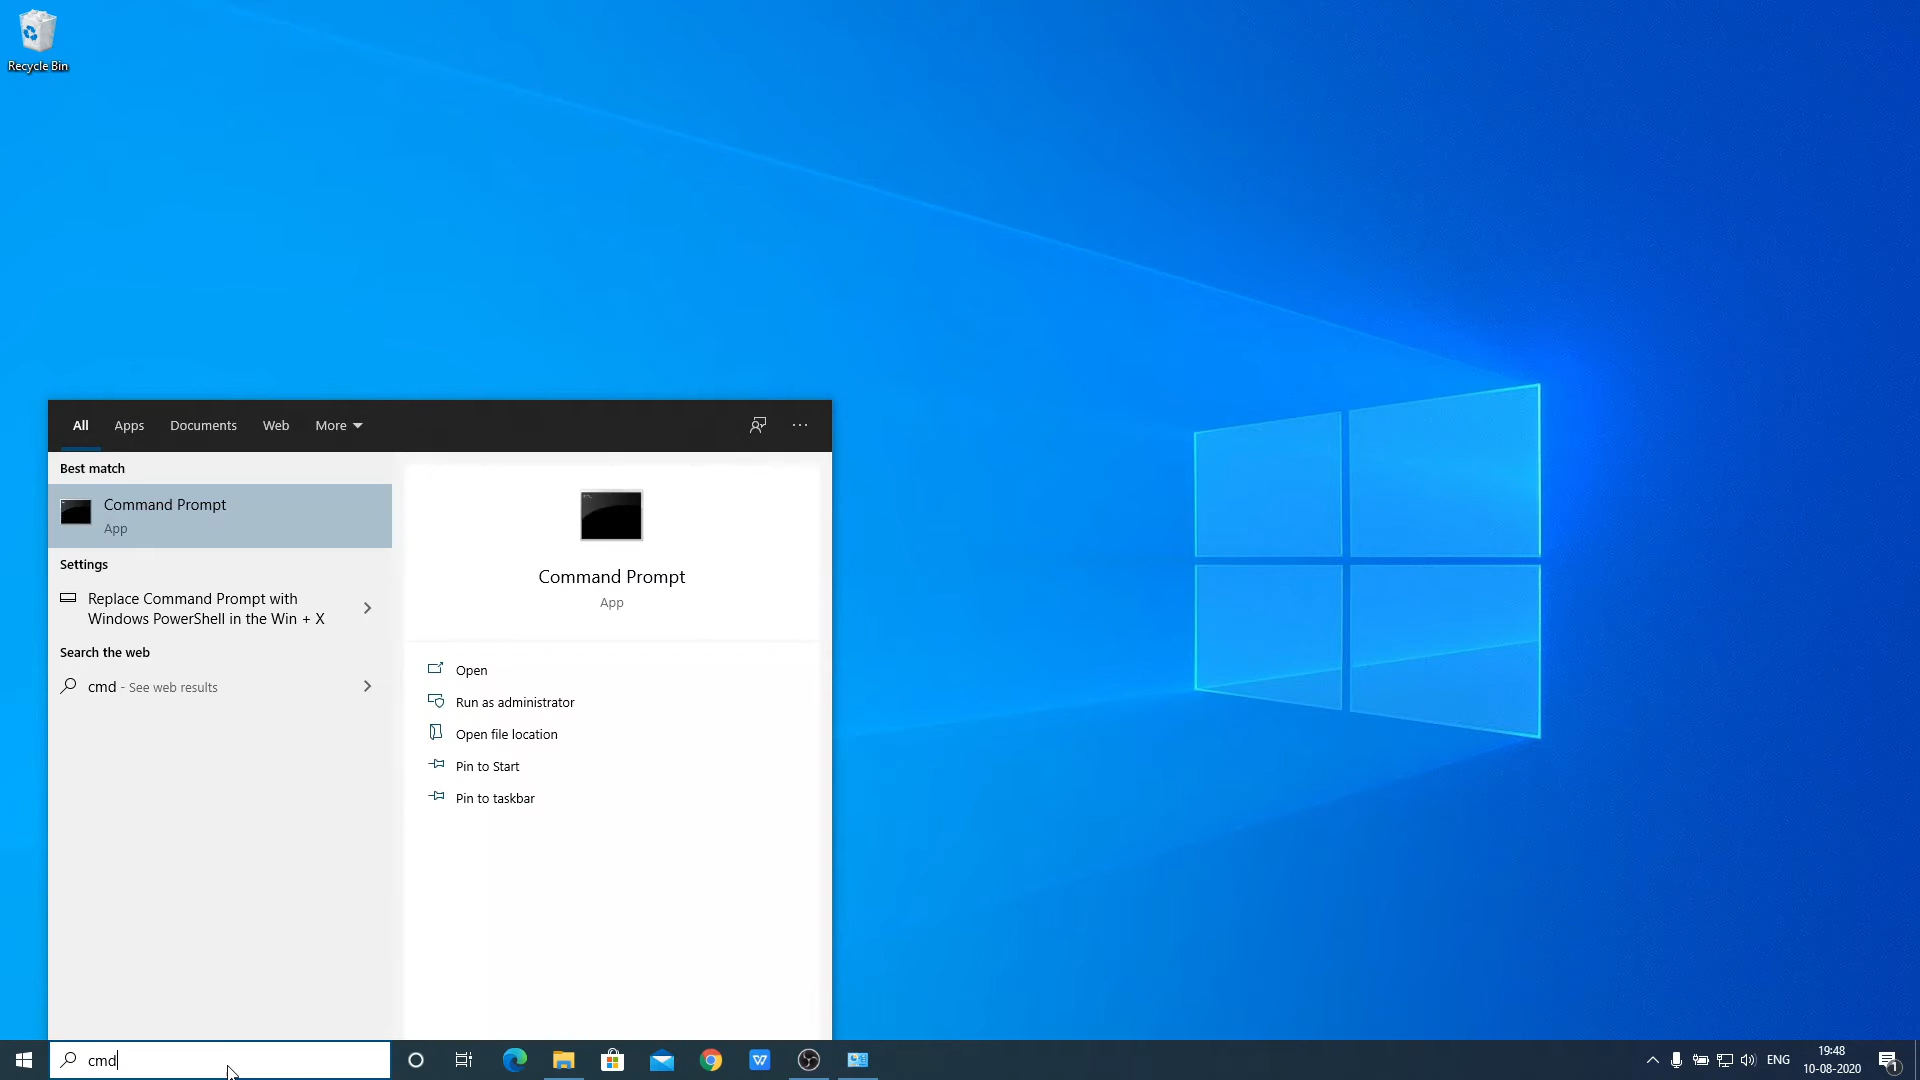 Recycle Bin
All
Apps
Documents
Web
More
Best match
Command Prompt
App
Settings
Replace Command Prompt with
Windows PowerShell in the Win + X
Search the web
cmd - See web results
Command Prompt
App
Open
Run as administrator
Open file location
Pin to Start
Pin to taskbar
cmd
ENG
19:48
10-08-2020
1